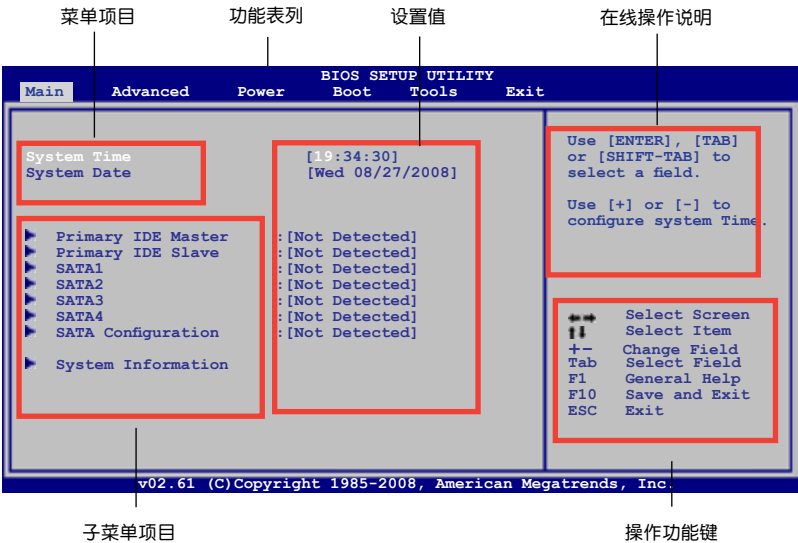 菜单项目 功能表列 设置值 在线操作说明
BIOS SETUP UTILITY
Main Advanced Power Boot Tools Exit
System Time [19:34:30]
System Date [Wed 08/27/2008]
Primary IDE Master :[Not Detected]
Primary IDE Slave :[Not Detected]
SATA1 :[Not Detected]
SATA2 :[Not Detected]
SATA3 :[Not Detected]
SATA4 :[Not Detected]
SATA Configuration :[Not Detected]
System Information
Use [ENTER], [TAB]
or [SHIFT-TAB] to
select a field.
Use [+] or [-] to
configure system Time.
←→ Select Screen
↑↓ Select Item
+- Change Field
Tab Select Field
F1 General Help
F10 Save and Exit
ESC Exit
v02.61 (C)Copyright 1985-2008, American Megatrends, Inc.
子菜单项目 操作功能键